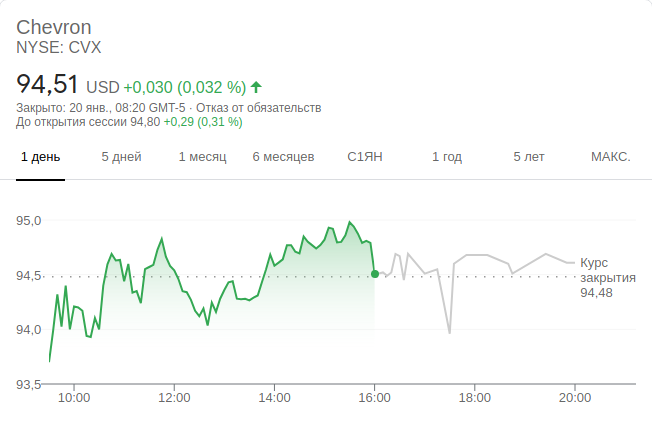 Chevron
NYSE: CVX
94,51 USD +0,030 (0,032 %)
Закрыто: 20 янв., 08:20 GMT-5 · Отказ от обязательств
До открытия сессии 94,80 +0,29 (0,31 %)
1 день 5 дней 1 месяц 6 месяцев С1ЯН 1 год 5 лет МАКС.
95,0
94,5
94,0
93,5
Курс
закрытия
94,48
10:00 12:00 14:00 16:00 18:00 20:00